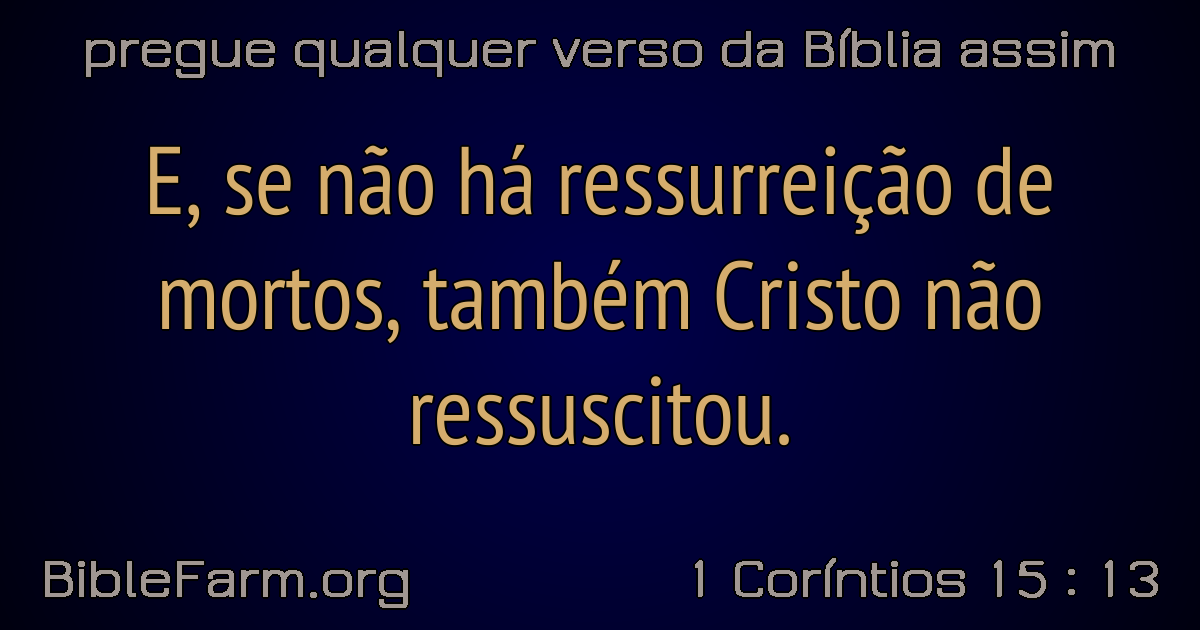 pregue qualquer verso da Bíblia assim
E, se não há ressurreição de
mortos, também Cristo não
ressuscitou.
BibleFarm.org
1 Coríntios 15 : 13